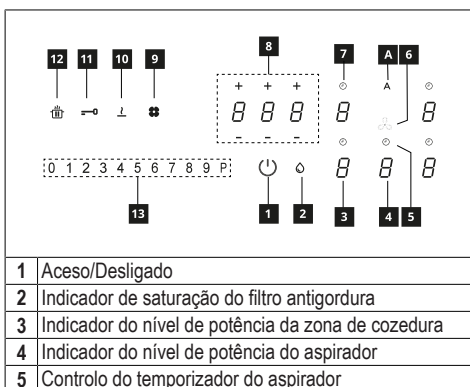 12 11 10 9 8 7 A 6
+ + + A
8 8 8 8 8
- - -
0 1 2 3 4 5 6 7 8 9 P 8 8 8
13 1 2 3 4 5
1 Aceso/Desligado
2 Indicador de saturação do filtro antigordura
3 Indicador do nível de potência da zona de cozedura
4 Indicador do nível de potência do aspirador
5 Controlo do temporizador do aspirador